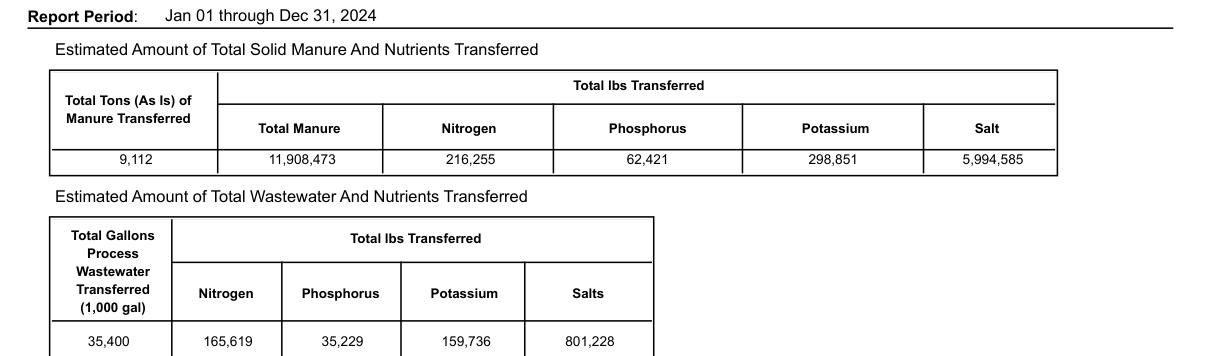 Report Period: Jan 01 through Dec 31, 2024
Estimated Amount of Total Solid Manure And Nutrients Transferred
Total Tons (As Is) of
Manure Transferred
Total lbs Transferred
Total Manure Nitrogen Phosphorus Potassium Salt
9,112 11,908,473 216,255 62,421 298,851 5,994,585
Estimated Amount of Total Wastewater And Nutrients Transferred
Total Gallons
Process
Wastewater
Transferred
(1,000 gal)
Total lbs Transferred
Nitrogen Phosphorus Potassium Salts
35,400 165,619 35,229 159,736 801,228